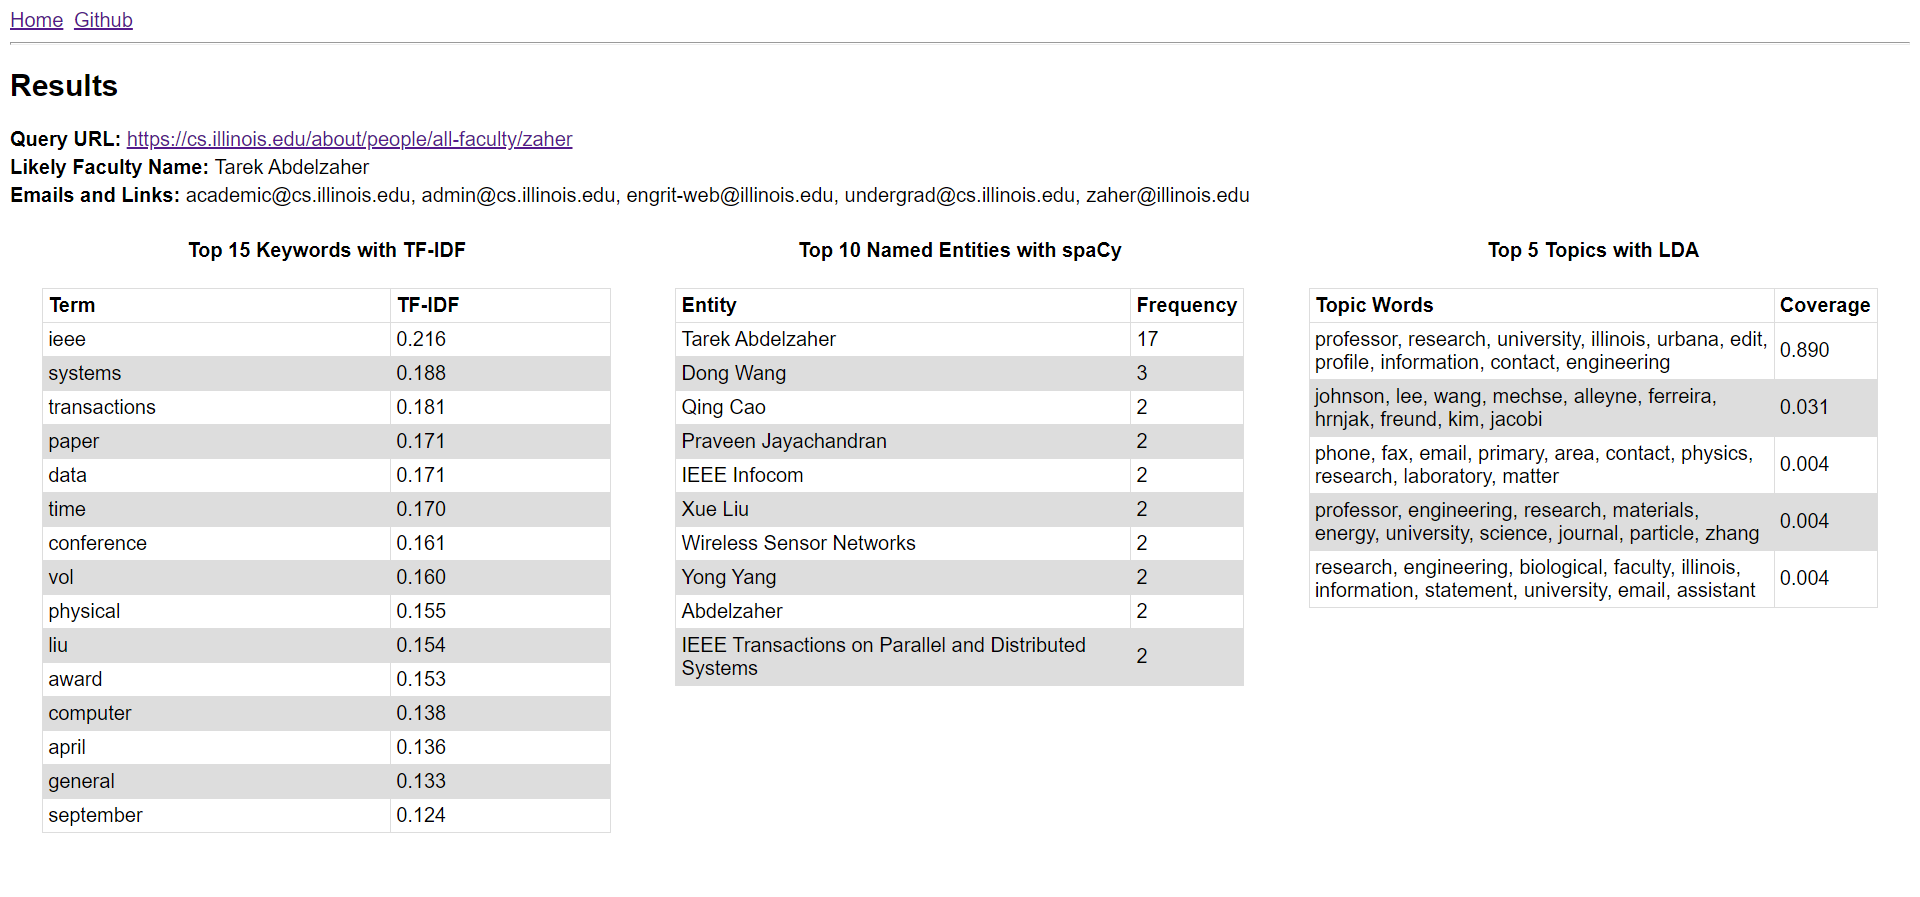 Home Github
Results
Query URL: https://cs.illinois.edu/about/people/all-faculty/zaher
Likely Faculty Name: Tarek Abdelzaher
Emails and Links: academic@cs.illinois.edu, admin@cs.illinois.edu, engrit-web@illinois.edu, undergrad@cs.illinois.edu, zaher@illinois.edu
Top 15 Keywords with TF-IDF
Term TF-IDF
ieee 0.216
systems 0.188
transactions 0.181
paper 0.171
data 0.171
time 0.170
conference 0.161
vol 0.160
physical 0.155
liu 0.154
award 0.153
computer 0.138
april 0.136
general 0.133
september 0.124
Top 10 Named Entities with spaCy
Entity Frequency
Tarek Abdelzaher 17
Dong Wang 3
Qing Cao 2
Praveen Jayachandran 2
IEEE Infocom 2
Xue Liu 2
Wireless Sensor Networks 2
Yong Yang 2
Abdelzaher 2
IEEE Transactions on Parallel and Distributed
Systems 2
Top 5 Topics with LDA
Topic Words Coverage
professor, research, university, illinois, urbana, edit,
profile, information, contact, engineering 0.890
johnson, lee, wang, mechse, alleyne, ferreira,
hrnjak, freund, kim, jacobi 0.031
phone, fax, email, primary, area, contact, physics,
research, laboratory, matter 0.004
professor, engineering, research, materials,
energy, university, science, journal, particle, zhang 0.004
research, engineering, biological, faculty, illinois,
information, statement, university, email, assistant 0.004